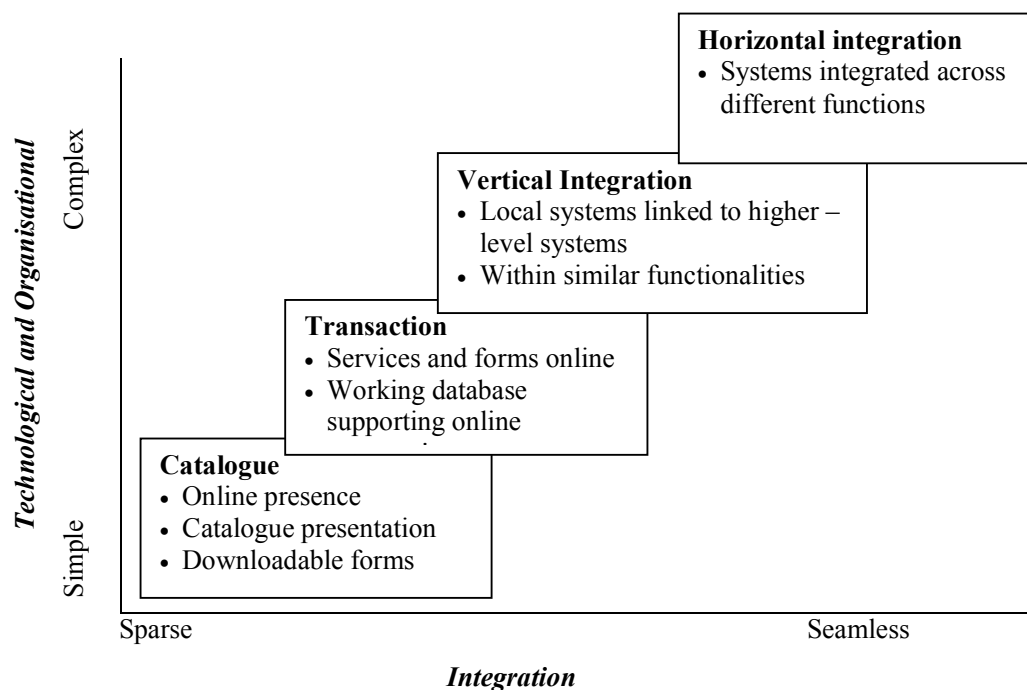 Horizontal integration
• Systems integrated across
different functions
Vertical Integration
• Local systems linked to higher –
level systems
• Within similar functionalities
Transaction
• Services and forms online
• Working database
supporting online
Catalogue
• Online presence
• Catalogue presentation
• Downloadable forms
Technological and Organisational
Complex
Simple
Sparse
Seamless
Integration